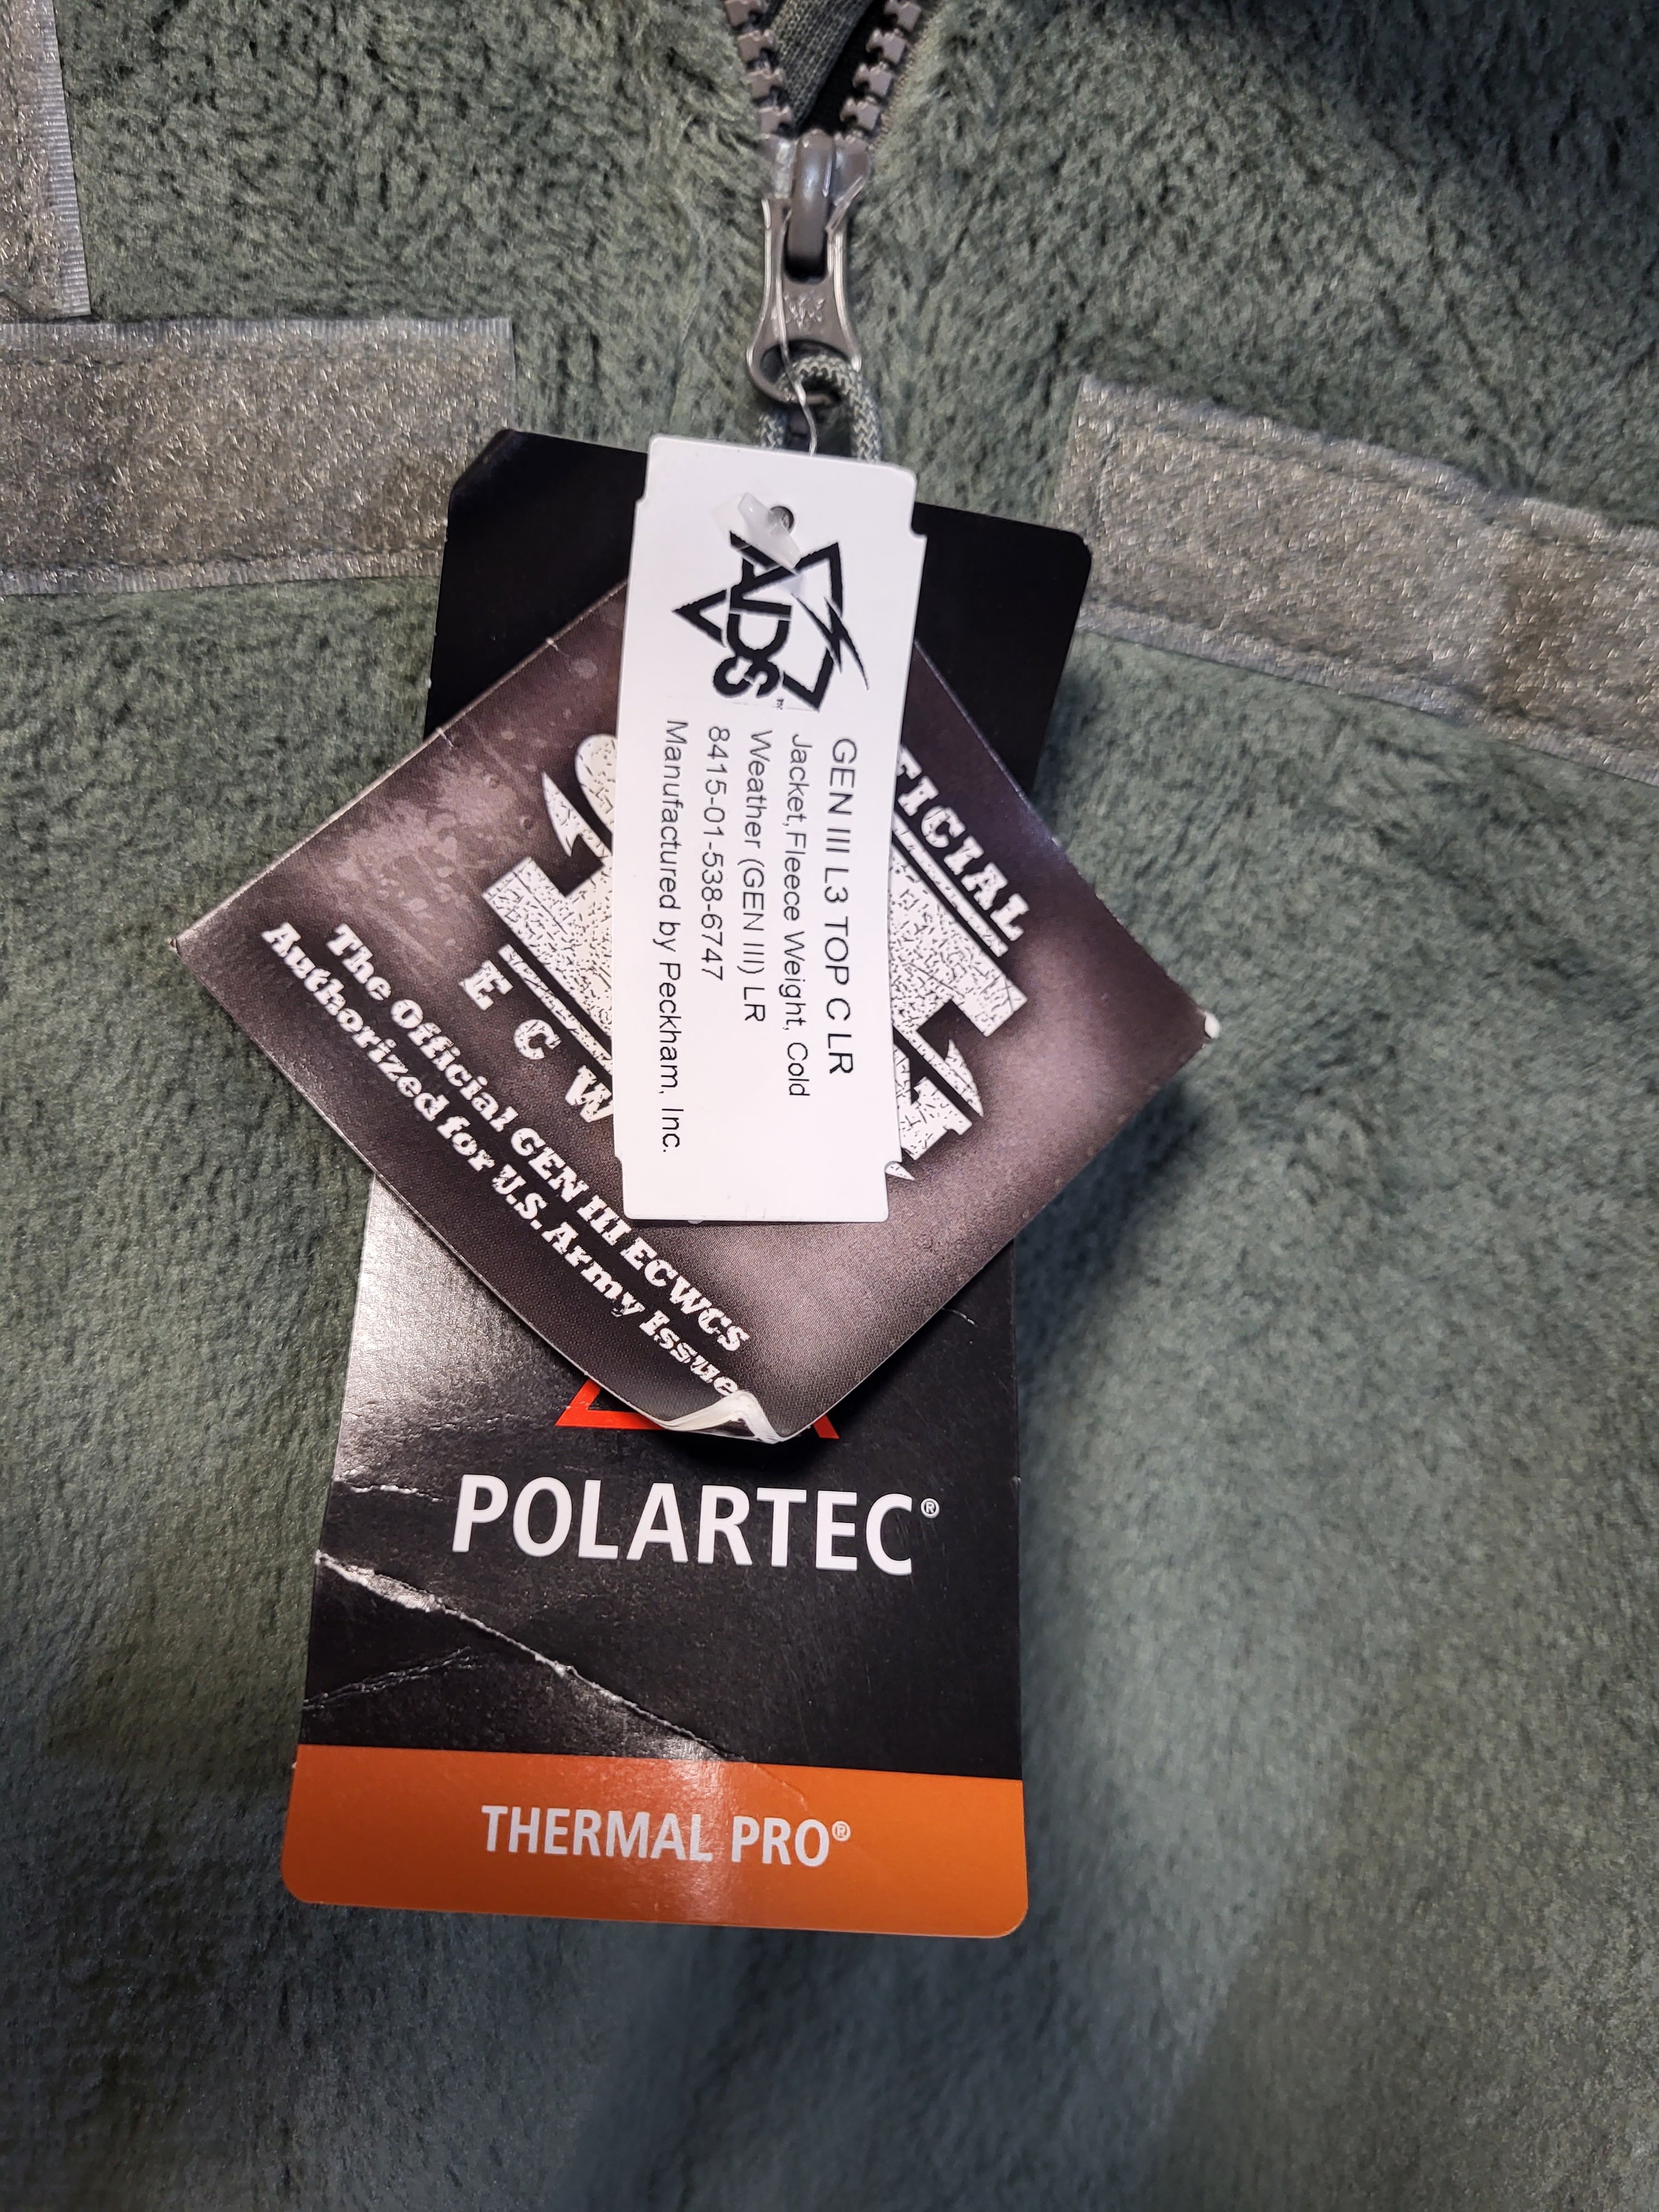 ADS
GEN III L3 TOP C LR
Jacket, Fleece Weight, Cold
Weather (GEN III) LR
8415-01-538-6747
Manufactured by Peckham, Inc.
E C W
The Official GEN III ECWCS
Authorized for U.S. Army Issue
POLARTEC®
THERMAL PRO®